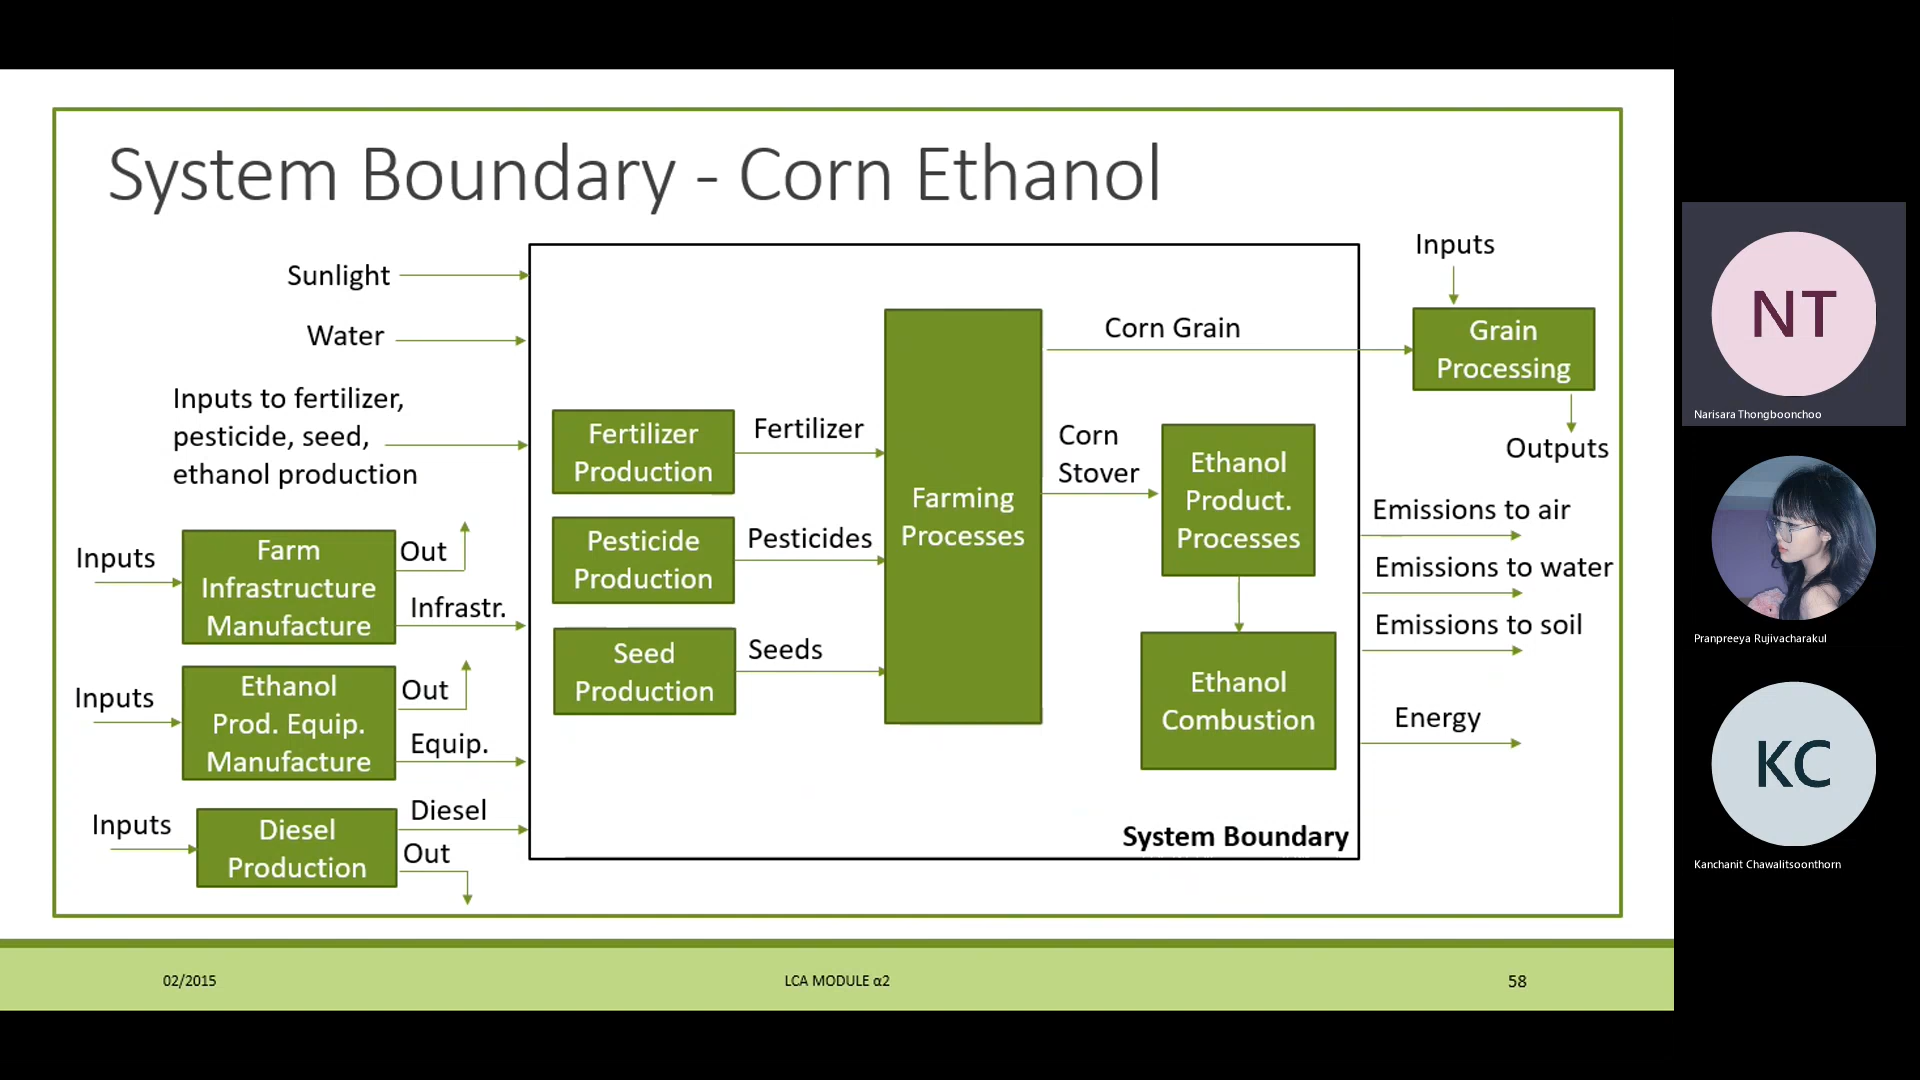 System Boundary - Corn Ethanol
Sunlight
Water
Inputs to fertilizer,
pesticide, seed,
ethanol production
Inputs
Farm
Infrastructure
Manufacture
Out
Infrastr.
Inputs
Ethanol
Prod. Equip.
Manufacture
Out
Equip.
Inputs
Diesel
Production
Diesel
Out
Fertilizer
Production
Fertilizer
Pesticide
Production
Pesticides
Seed
Production
Seeds
Farming
Processes
Corn Grain
Corn
Stover
Ethanol
Product.
Processes
Ethanol
Combustion
System Boundary
Inputs
Grain
Processing
Outputs
Emissions to air
Emissions to water
Emissions to soil
Energy
02/2015
LCA MODULE α2
58
NT
Narisara Thongboonchoo
Pranpreeya Rujivacharakul
KC
Kanchanit Chawalitsoonthorn